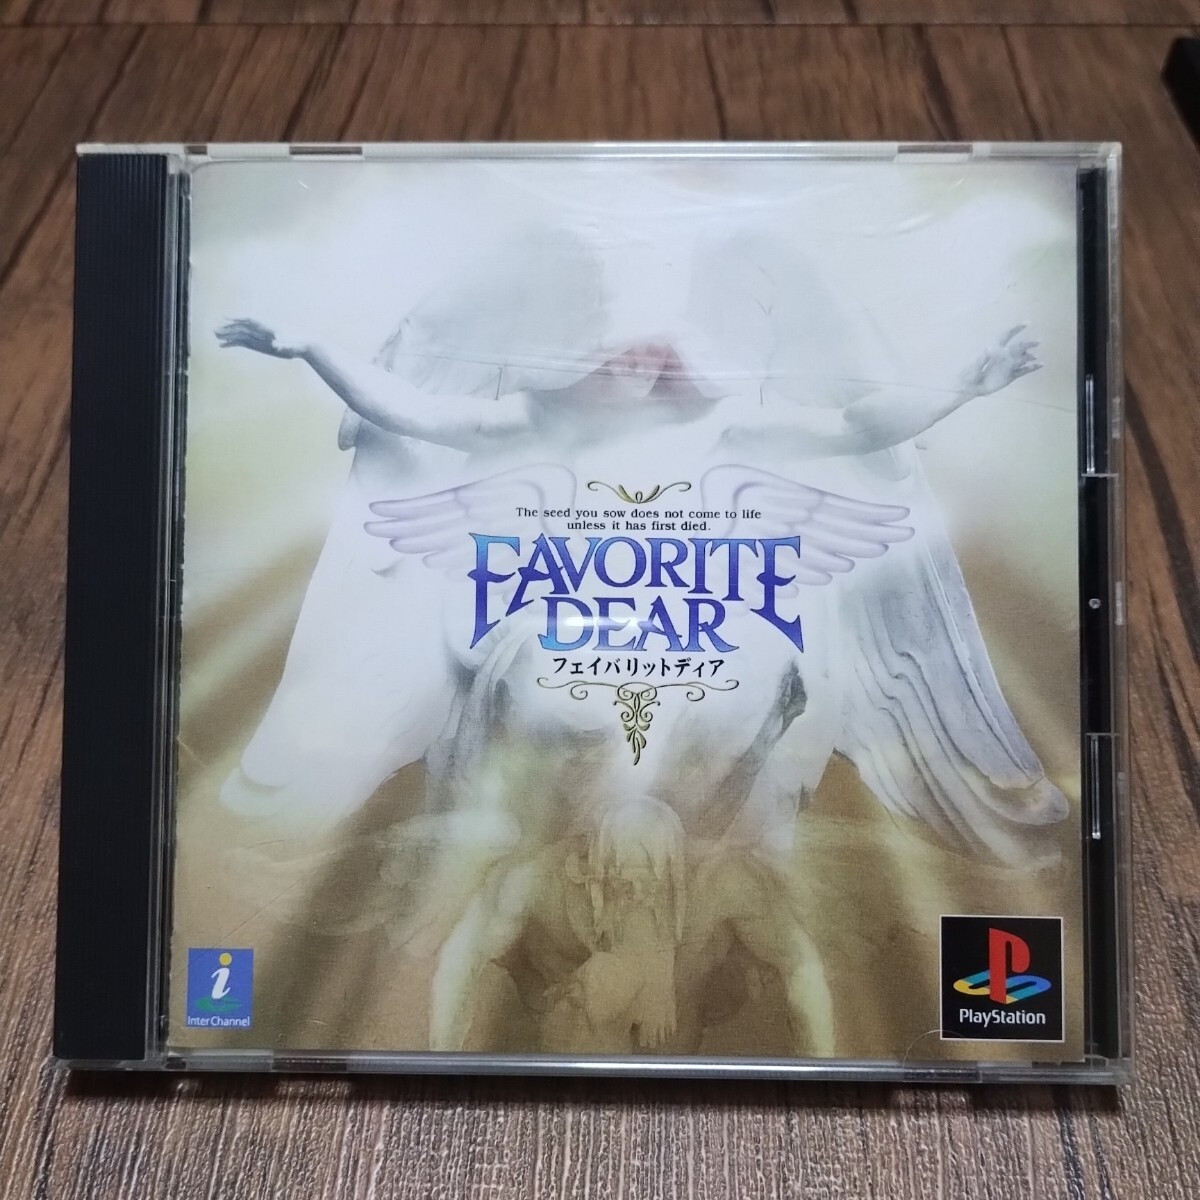 The seed you sow does not come to life
unless it has first died.
FAVORITE
DEAR
フェイバリットディア
i
InterChannel
PlayStation